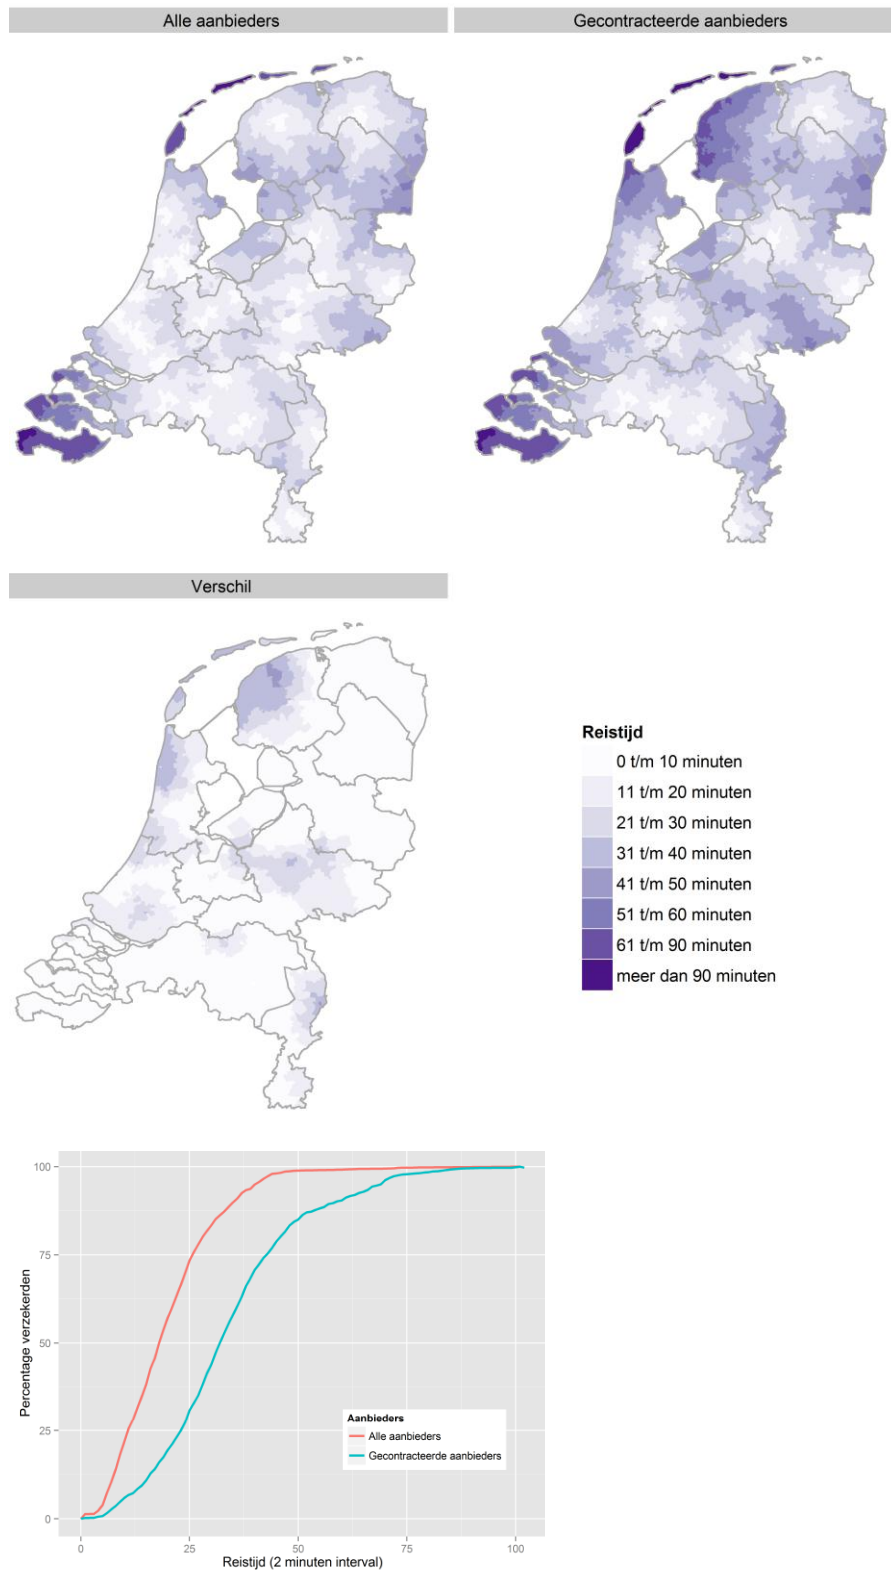 Alle aanbieders
Gecontracteerde aanbieders
Verschil
Reistijd
0 t/m 10 minuten
11 t/m 20 minuten
21 t/m 30 minuten
31 t/m 40 minuten
41 t/m 50 minuten
51 t/m 60 minuten
61 t/m 90 minuten
meer dan 90 minuten
100
75
50
25
0
Percentage verzekerden
Aanbieders
Alle aanbieders
Gecontracteerde aanbieders
0 25 50 75 100
Reistijd (2 minuten interval)